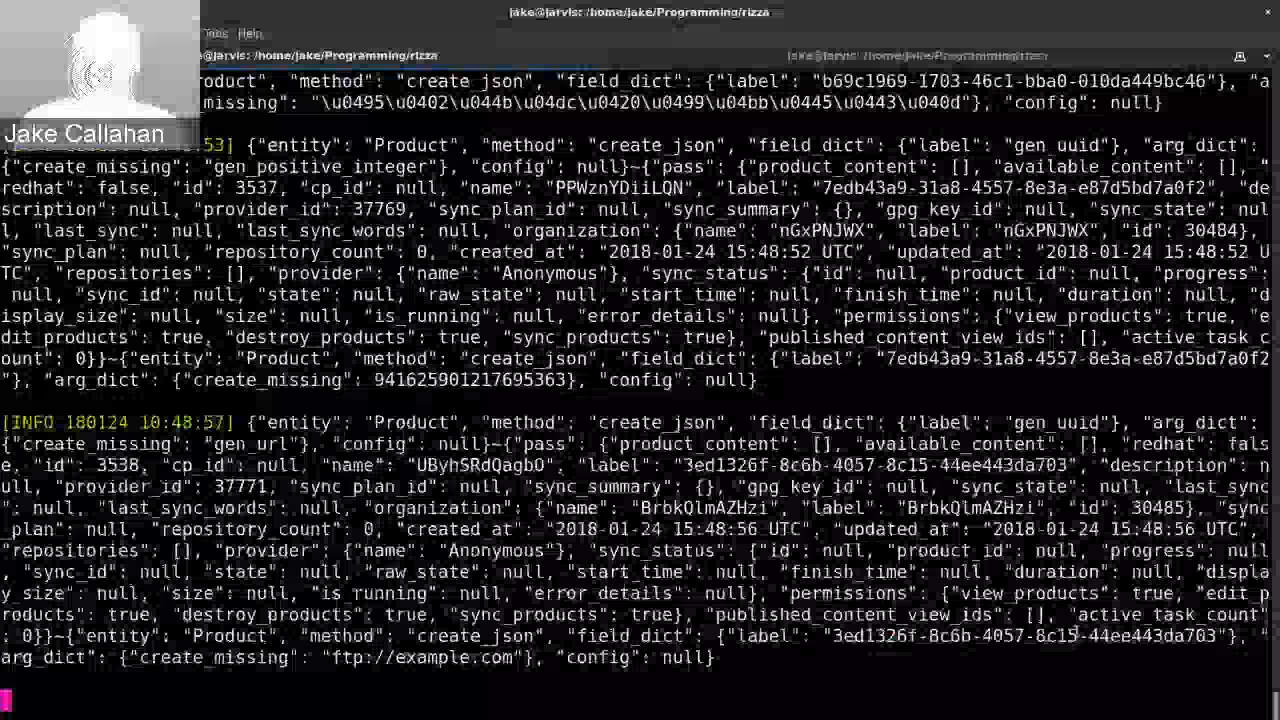 jake@jarvis: /home/jake/Programming/rizza
Tabs Help
@jarvis: /home/jake/Programming/rizza
jake@jarvis: /home/jake/Programming/rizza
Jake Callahan
roduct", "method": "create_json", "field_dict": {"label": "b69c1969-1703-46c1-bba0-010da449bc46"}, "a
missing": "\u0495\u0402\u044b\u04dc\u0420\u0499\u04bb\u0445\u0443\u040d"}, "config": null}
53] {"entity": "Product", "method": "create_json", "field_dict": {"label": "gen_uuid"}, "arg_dict":
{"create_missing": "gen_positive_integer"}, "config": null}~{"pass": {"product_content": [], "available_content": [], "
redhat": false, "id": 3537, "cp_id": null, "name": "PPWznYDiiLQN", "label": "7edb43a9-31a8-4557-8e3a-e87d5bd7a0f2", "de
scription": null, "provider_id": 37769, "sync_plan_id": null, "sync_summary": {}, "gpg_key_id": null, "sync_state": nul
l, "last_sync": null, "last_sync_words": null, "organization": {"name": "nGxPNJWX", "label": "nGxPNJWX", "id": 30484},
"sync_plan": null, "repository_count": 0, "created_at": "2018-01-24 15:48:52 UTC", "updated_at": "2018-01-24 15:48:52 U
TC", "repositories": [], "provider": {"name": "Anonymous"}, "sync_status": {"id": null, "product_id": null, "progress":
null, "sync_id": null, "state": null, "raw_state": null, "start_time": null, "finish_time": null, "duration": null, "d
isplay_size": null, "size": null, "is_running": null, "error_details": null}, "permissions": {"view_products": true, "e
dit_products": true, "destroy_products": true, "sync_products": true}, "published_content_view_ids": [], "active_task_c
ount": 0}}~{"entity": "Product", "method": "create_json", "field_dict": {"label": "7edb43a9-31a8-4557-8e3a-e87d5bd7a0f2
"}, "arg_dict": {"create_missing": 941625901217695363}, "config": null}
[INFO 180124 10:48:57] {"entity": "Product", "method": "create_json", "field_dict": {"label": "gen_uuid"}, "arg_dict":
{"create_missing": "gen_url"}, "config": null}~{"pass": {"product_content": [], "available_content": [], "redhat": fals
e, "id": 3538, "cp_id": null, "name": "UByhSRdQagbO", "label": "3ed1326f-8c6b-4057-8c15-44ee443da703", "description": n
ull, "provider_id": 37771, "sync_plan_id": null, "sync_summary": {}, "gpg_key_id": null, "sync_state": null, "last_sync
": null, "last_sync_words": null, "organization": {"name": "BrbkQlmAZHzi", "label": "BrbkQlmAZHzi", "id": 30485}, "sync
_plan": null, "repository_count": 0, "created_at": "2018-01-24 15:48:56 UTC", "updated_at": "2018-01-24 15:48:56 UTC",
"repositories": [], "provider": {"name": "Anonymous"}, "sync_status": {"id": null, "product_id": null, "progress": null
, "sync_id": null, "state": null, "raw_state": null, "start_time": null, "finish_time": null, "duration": null, "displa
y_size": null, "size": null, "is_running": null, "error_details": null}, "permissions": {"view_products": true, "edit_p
roducts": true, "destroy_products": true, "sync_products": true}, "published_content_view_ids": [], "active_task_count"
: 0}}~{"entity": "Product", "method": "create_json", "field_dict": {"label": "3ed1326f-8c6b-4057-8c15-44ee443da703"}, "
arg_dict": {"create_missing": "ftp://example.com"}, "config": null}